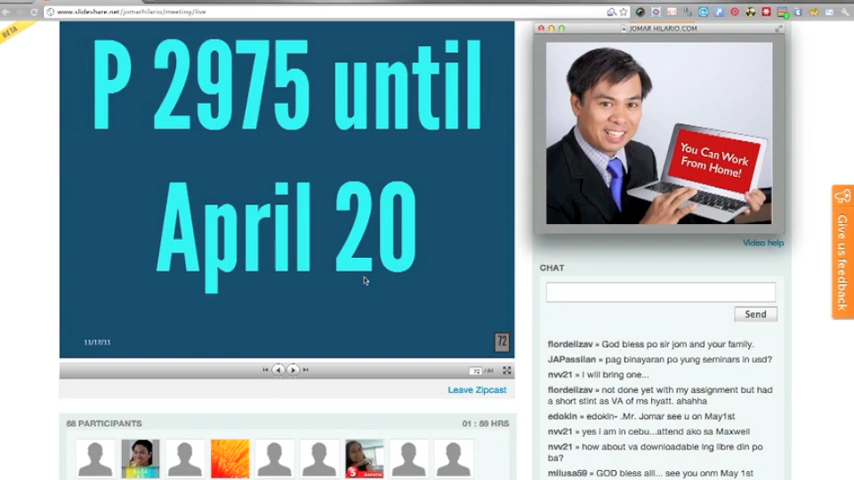 BETA
www.slideshare.net/jomarhilario/meeting/live
P 2975 until
April 20
11/17/11
72
72 / 84
Leave Zipcast
68 PARTICIPANTS
01 : 59 HRS
JOMAR HILARIO.COM
You Can Work
From Home!
Video help
CHAT
Send
flordelizav » God bless po sir jom and your family.
JAPassilan » pag binayaran po yung seminars in usd?
nvv21 » I will bring one...
flordelizav » not done yet with my assignment but had
a short stint as VA of ms hyatt. ahahha
edokin » edokin- .Mr. Jomar see u on May1st
nvv21 » yes i am in cebu...attend ako sa Maxwell
nvv21 » how about va downloadable ing libre din po
ba?
milusa59 » GOD bless alll... see you onm May 1st
Give us feedback